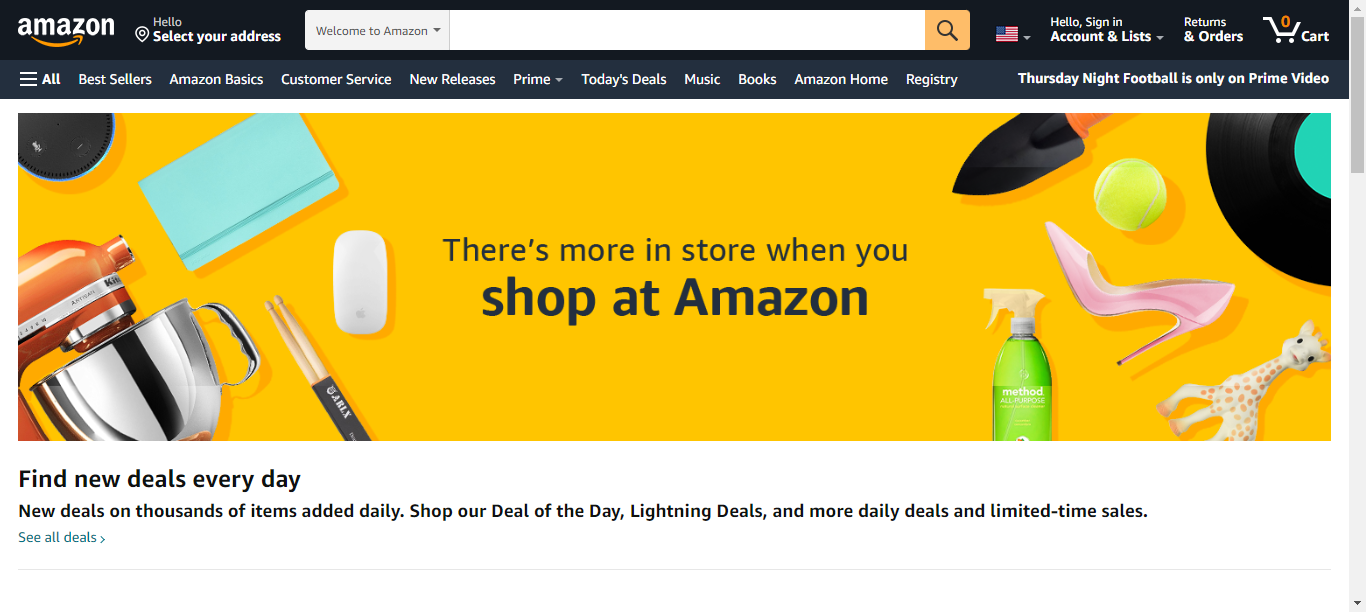 amazon
Hello
Select your address
Welcome to Amazon
Hello, Sign in
Account & Lists
Returns
& Orders
0
Cart
All
Best Sellers
Amazon Basics
Customer Service
New Releases
Prime
Today's Deals
Music
Books
Amazon Home
Registry
Thursday Night Football is only on Prime Video
There’s more in store when you
shop at Amazon
ARTISAN
method.
ALL-PURPOSE
Find new deals every day
New deals on thousands of items added daily. Shop our Deal of the Day, Lightning Deals, and more daily deals and limited-time sales.
See all deals ›